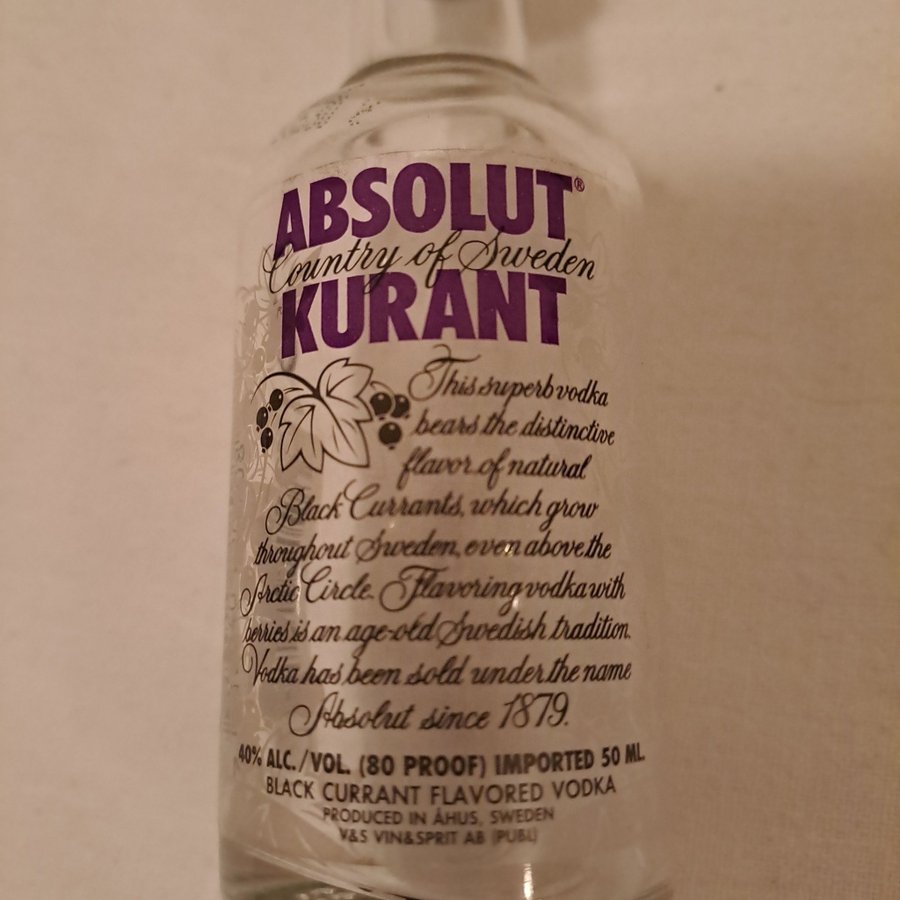 ABSOLUT®
Country of Sweden
KURANT
This superb vodka
bears the distinctive
flavor of natural
Black Currants, which grow
throughout Sweden, even above the
Arctic Circle. Flavoring vodka with
berries is an age-old Swedish tradition.
Vodka has been sold under the name
Absolut since 1879.
40% ALC./VOL. (80 PROOF) IMPORTED 50 ML.
BLACK CURRANT FLAVORED VODKA
PRODUCED IN ÅHUS, SWEDEN
V&S VIN&SPRIT AB (PUBL)